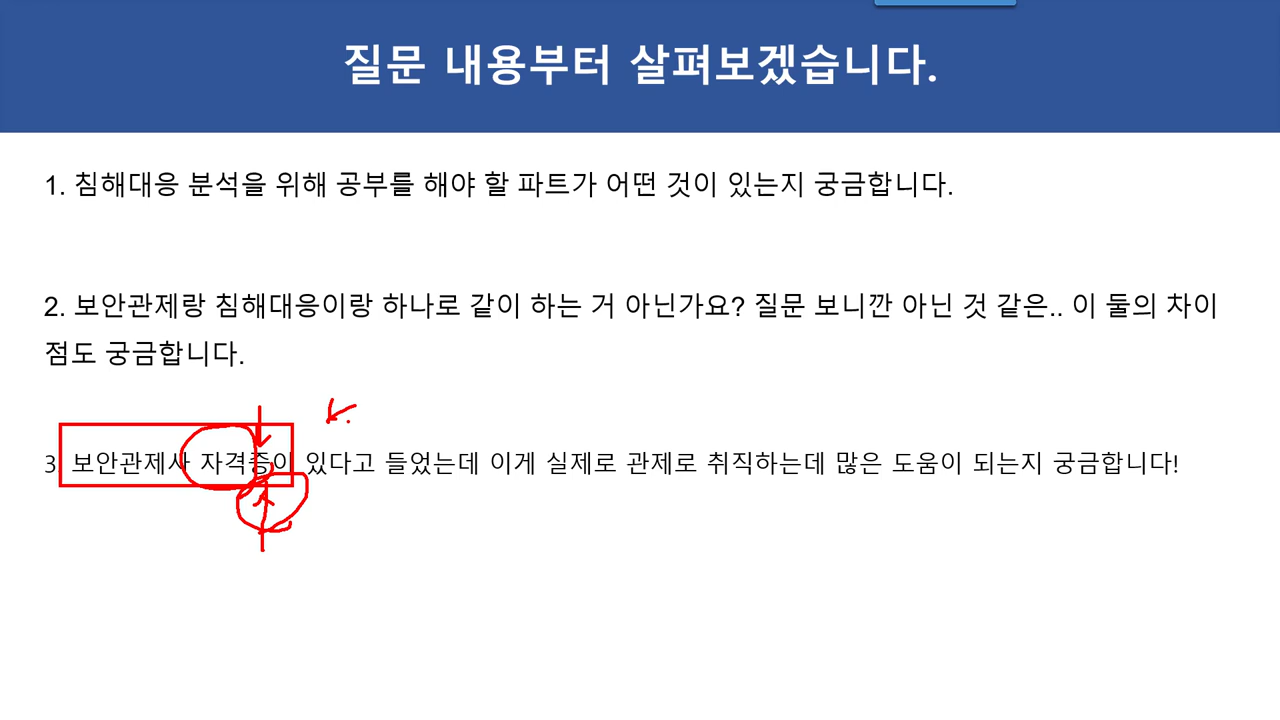 질문 내용부터 살펴보겠습니다.
1. 침해대응 분석을 위해 공부를 해야 할 파트가 어떤 것이 있는지 궁금합니다.
2. 보안관제랑 침해대응이랑 하나로 같이 하는 거 아닌가요? 질문 보니깐 아닌 것 같은.. 이 둘의 차이
점도 궁금합니다.
3. 보안관제사 자격증이 있다고 들었는데 이게 실제로 관제로 취직하는데 많은 도움이 되는지 궁금합니다!